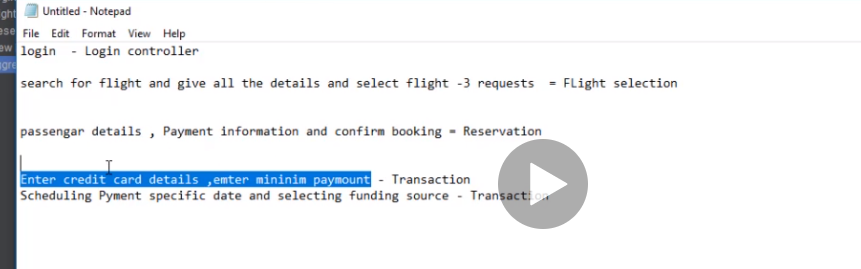 ght
Untitled - Notepad
ese
File Edit Format View Help
ew
login - Login controller
gre
search for flight and give all the details and select flight -3 requests = FLight selection
passengar details , Payment information and confirm booking = Reservation
Enter credit card details ,emter mininim paymount - Transaction
Scheduling Pyment specific date and selecting funding source - Transaction